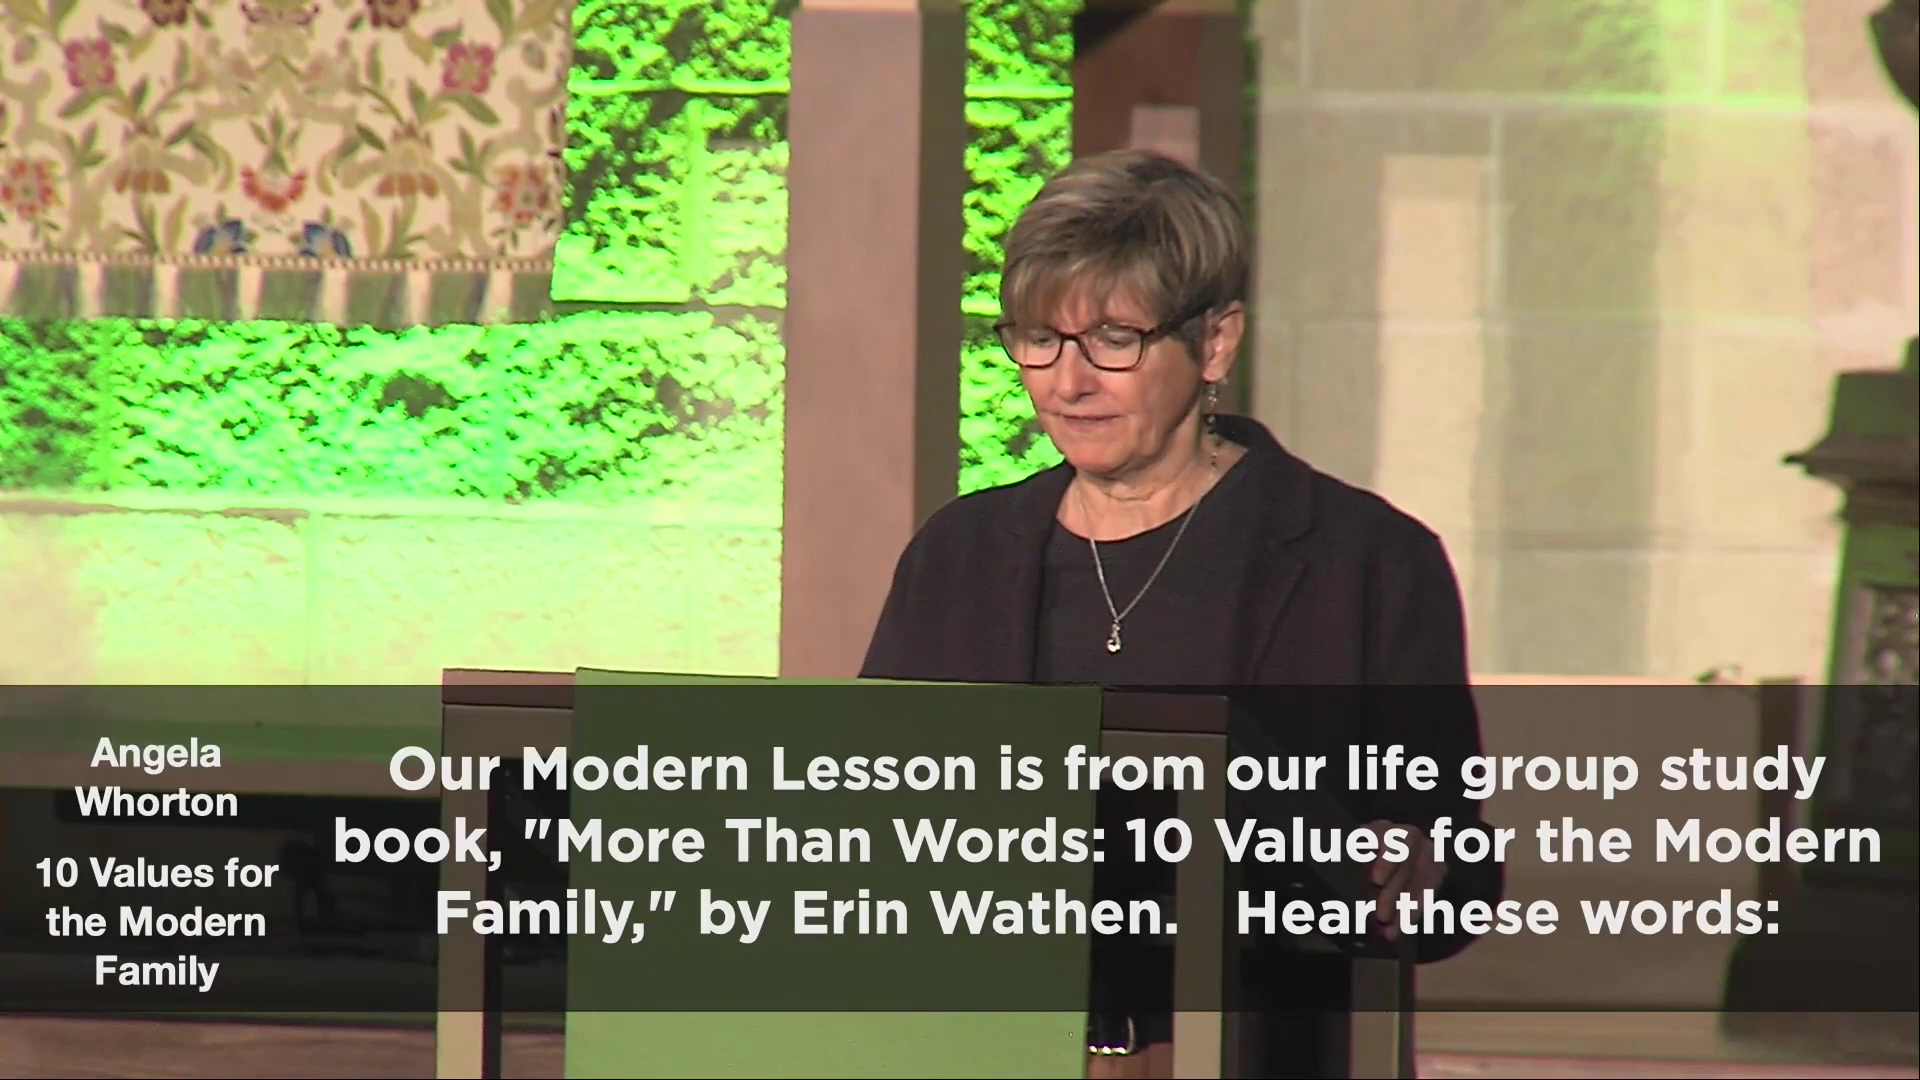 Angela
Whorton
10 Values for
the Modern
Family
Our Modern Lesson is from our life group study
book, "More Than Words: 10 Values for the Modern
Family," by Erin Wathen. Hear these words: